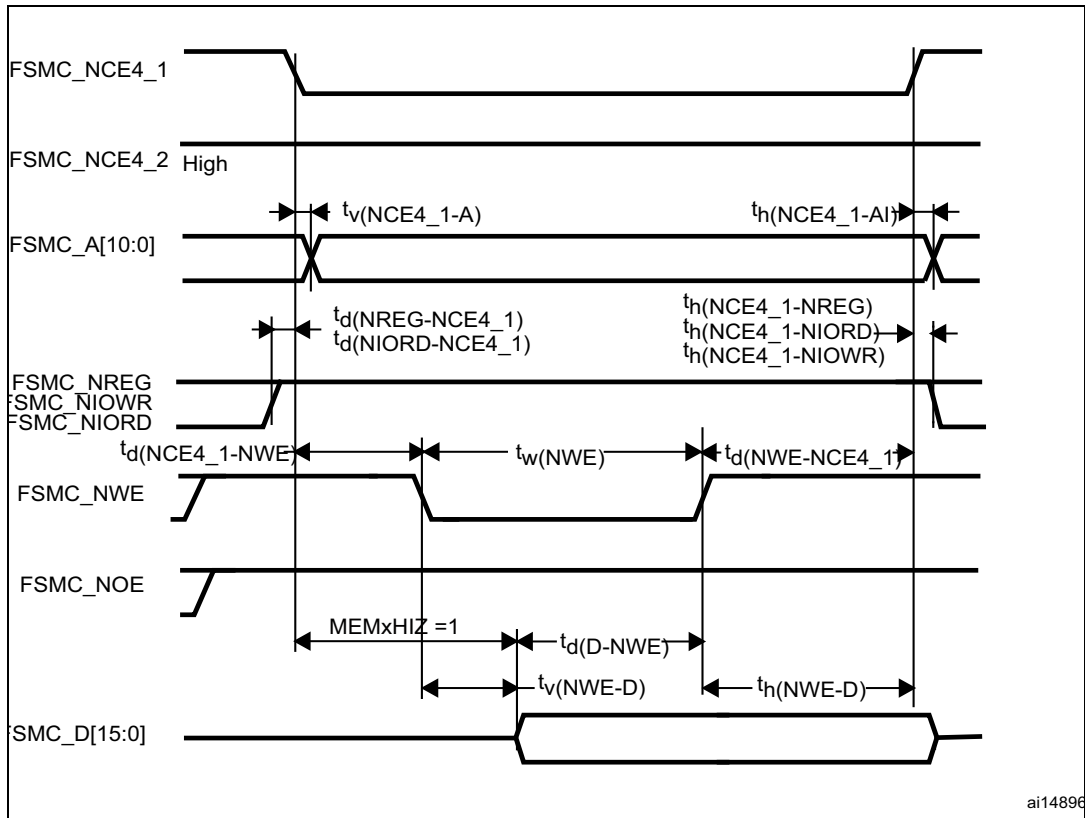 FSMC_NCE4_1
FSMC_NCE4_2 High
tv(NCE4_1-A) th(NCE4_1-AI)
FSMC_A[10:0]
td(NREG-NCE4_1)
td(NIORD-NCE4_1)
th(NCE4_1-NREG)
th(NCE4_1-NIORD)
th(NCE4_1-NIOWR)
FSMC_NREG
FSMC_NIOWR
FSMC_NIORD
td(NCE4_1-NWE) tw(NWE) td(NWE-NCE4_1)
FSMC_NWE
FSMC_NOE
MEMxHIZ =1 td(D-NWE)
tv(NWE-D) th(NWE-D)
FSMC_D[15:0]
ai14896